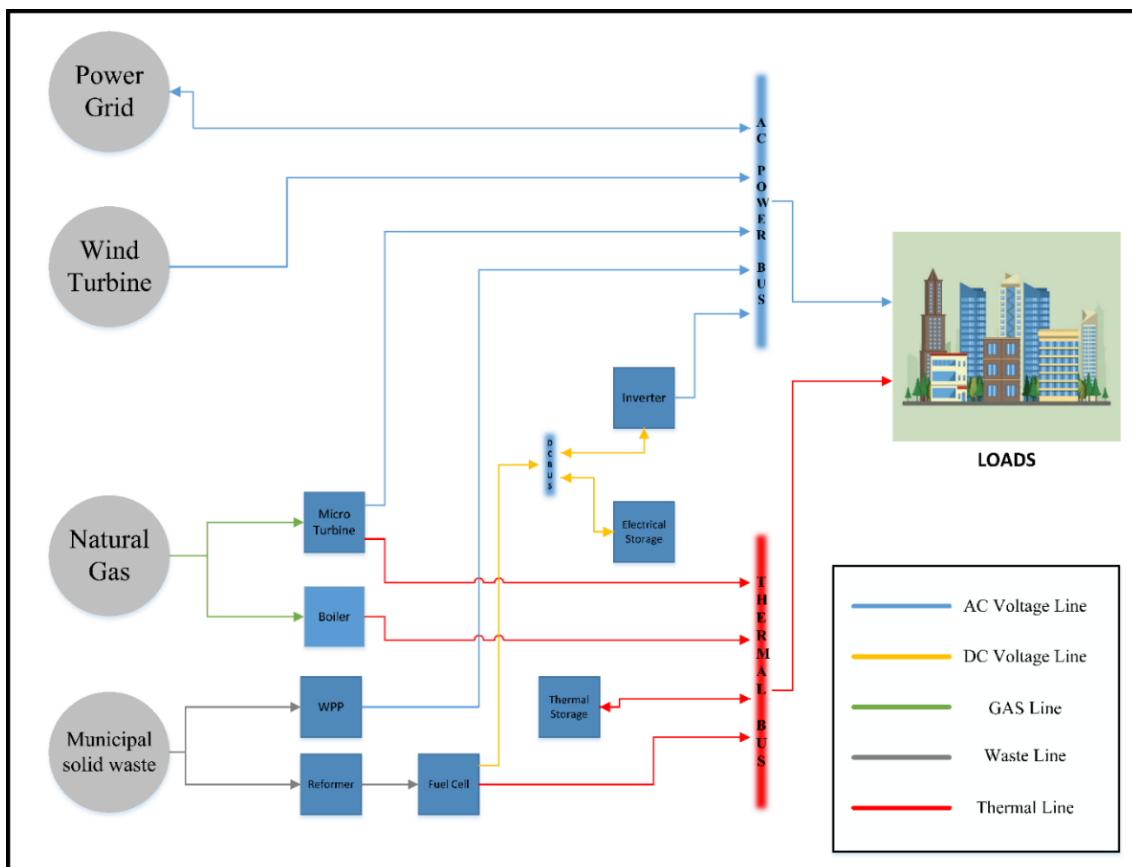 Power
Grid
Wind
Turbine
Natural
Gas
Municipal
solid waste
Micro
Turbine
Boiler
WPP
Reformer
Fuel Cell
DC BUS
Inverter
Electrical
Storage
Thermal
Storage
AC POWER BUS
THERMAL BUS
LOADS
AC Voltage Line
DC Voltage Line
GAS Line
Waste Line
Thermal Line